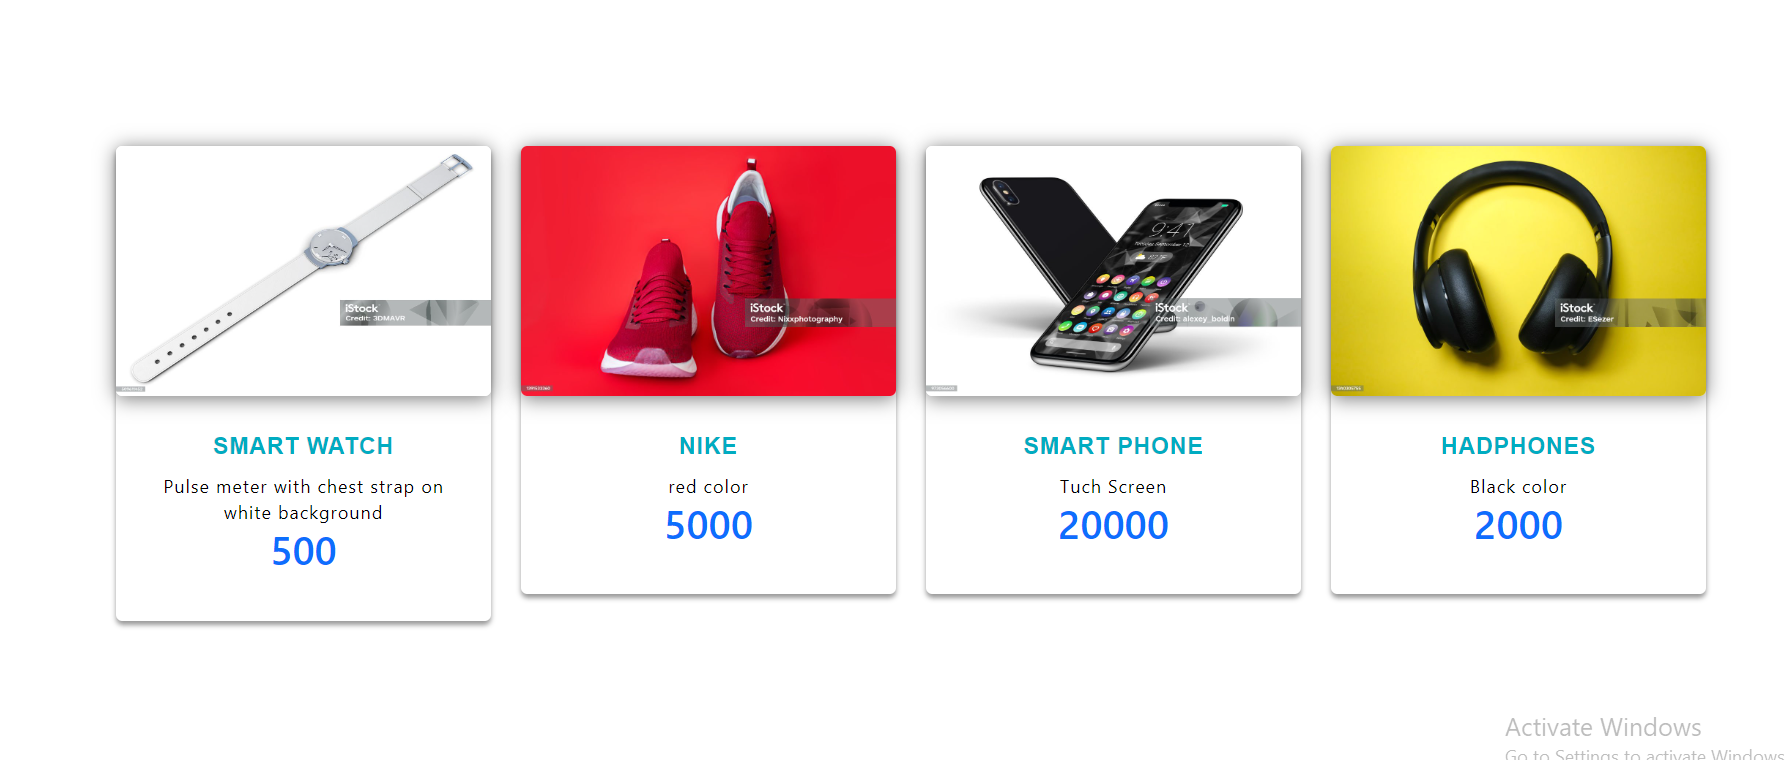 iStock
Credit: 3DMAVR
iStock
Credit: Nixxphotography
9:41
iStock
Credit: alexey_boldin
iStock
Credit: ESezer
SMART WATCH
Pulse meter with chest strap on
white background
500
NIKE
red color
5000
SMART PHONE
Tuch Screen
20000
HADPHONES
Black color
2000
Activate Windows
Go to Settings to activate Windows